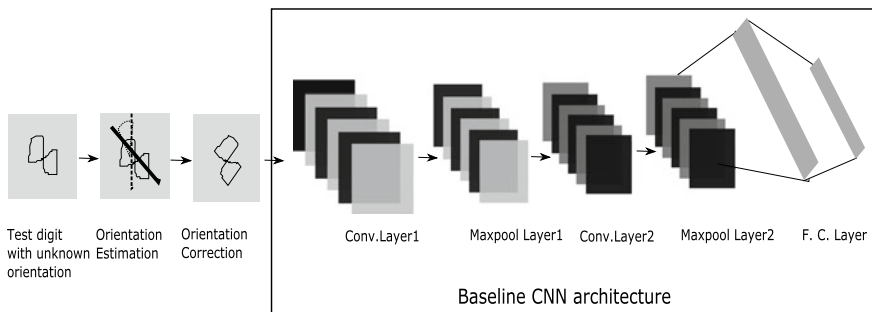 Test digit
with unknown
orientation
Orientation
Estimation
Orientation
Correction
Conv.Layer1
Maxpool Layer1
Conv.Layer2
Maxpool Layer2
F. C. Layer
Baseline CNN architecture